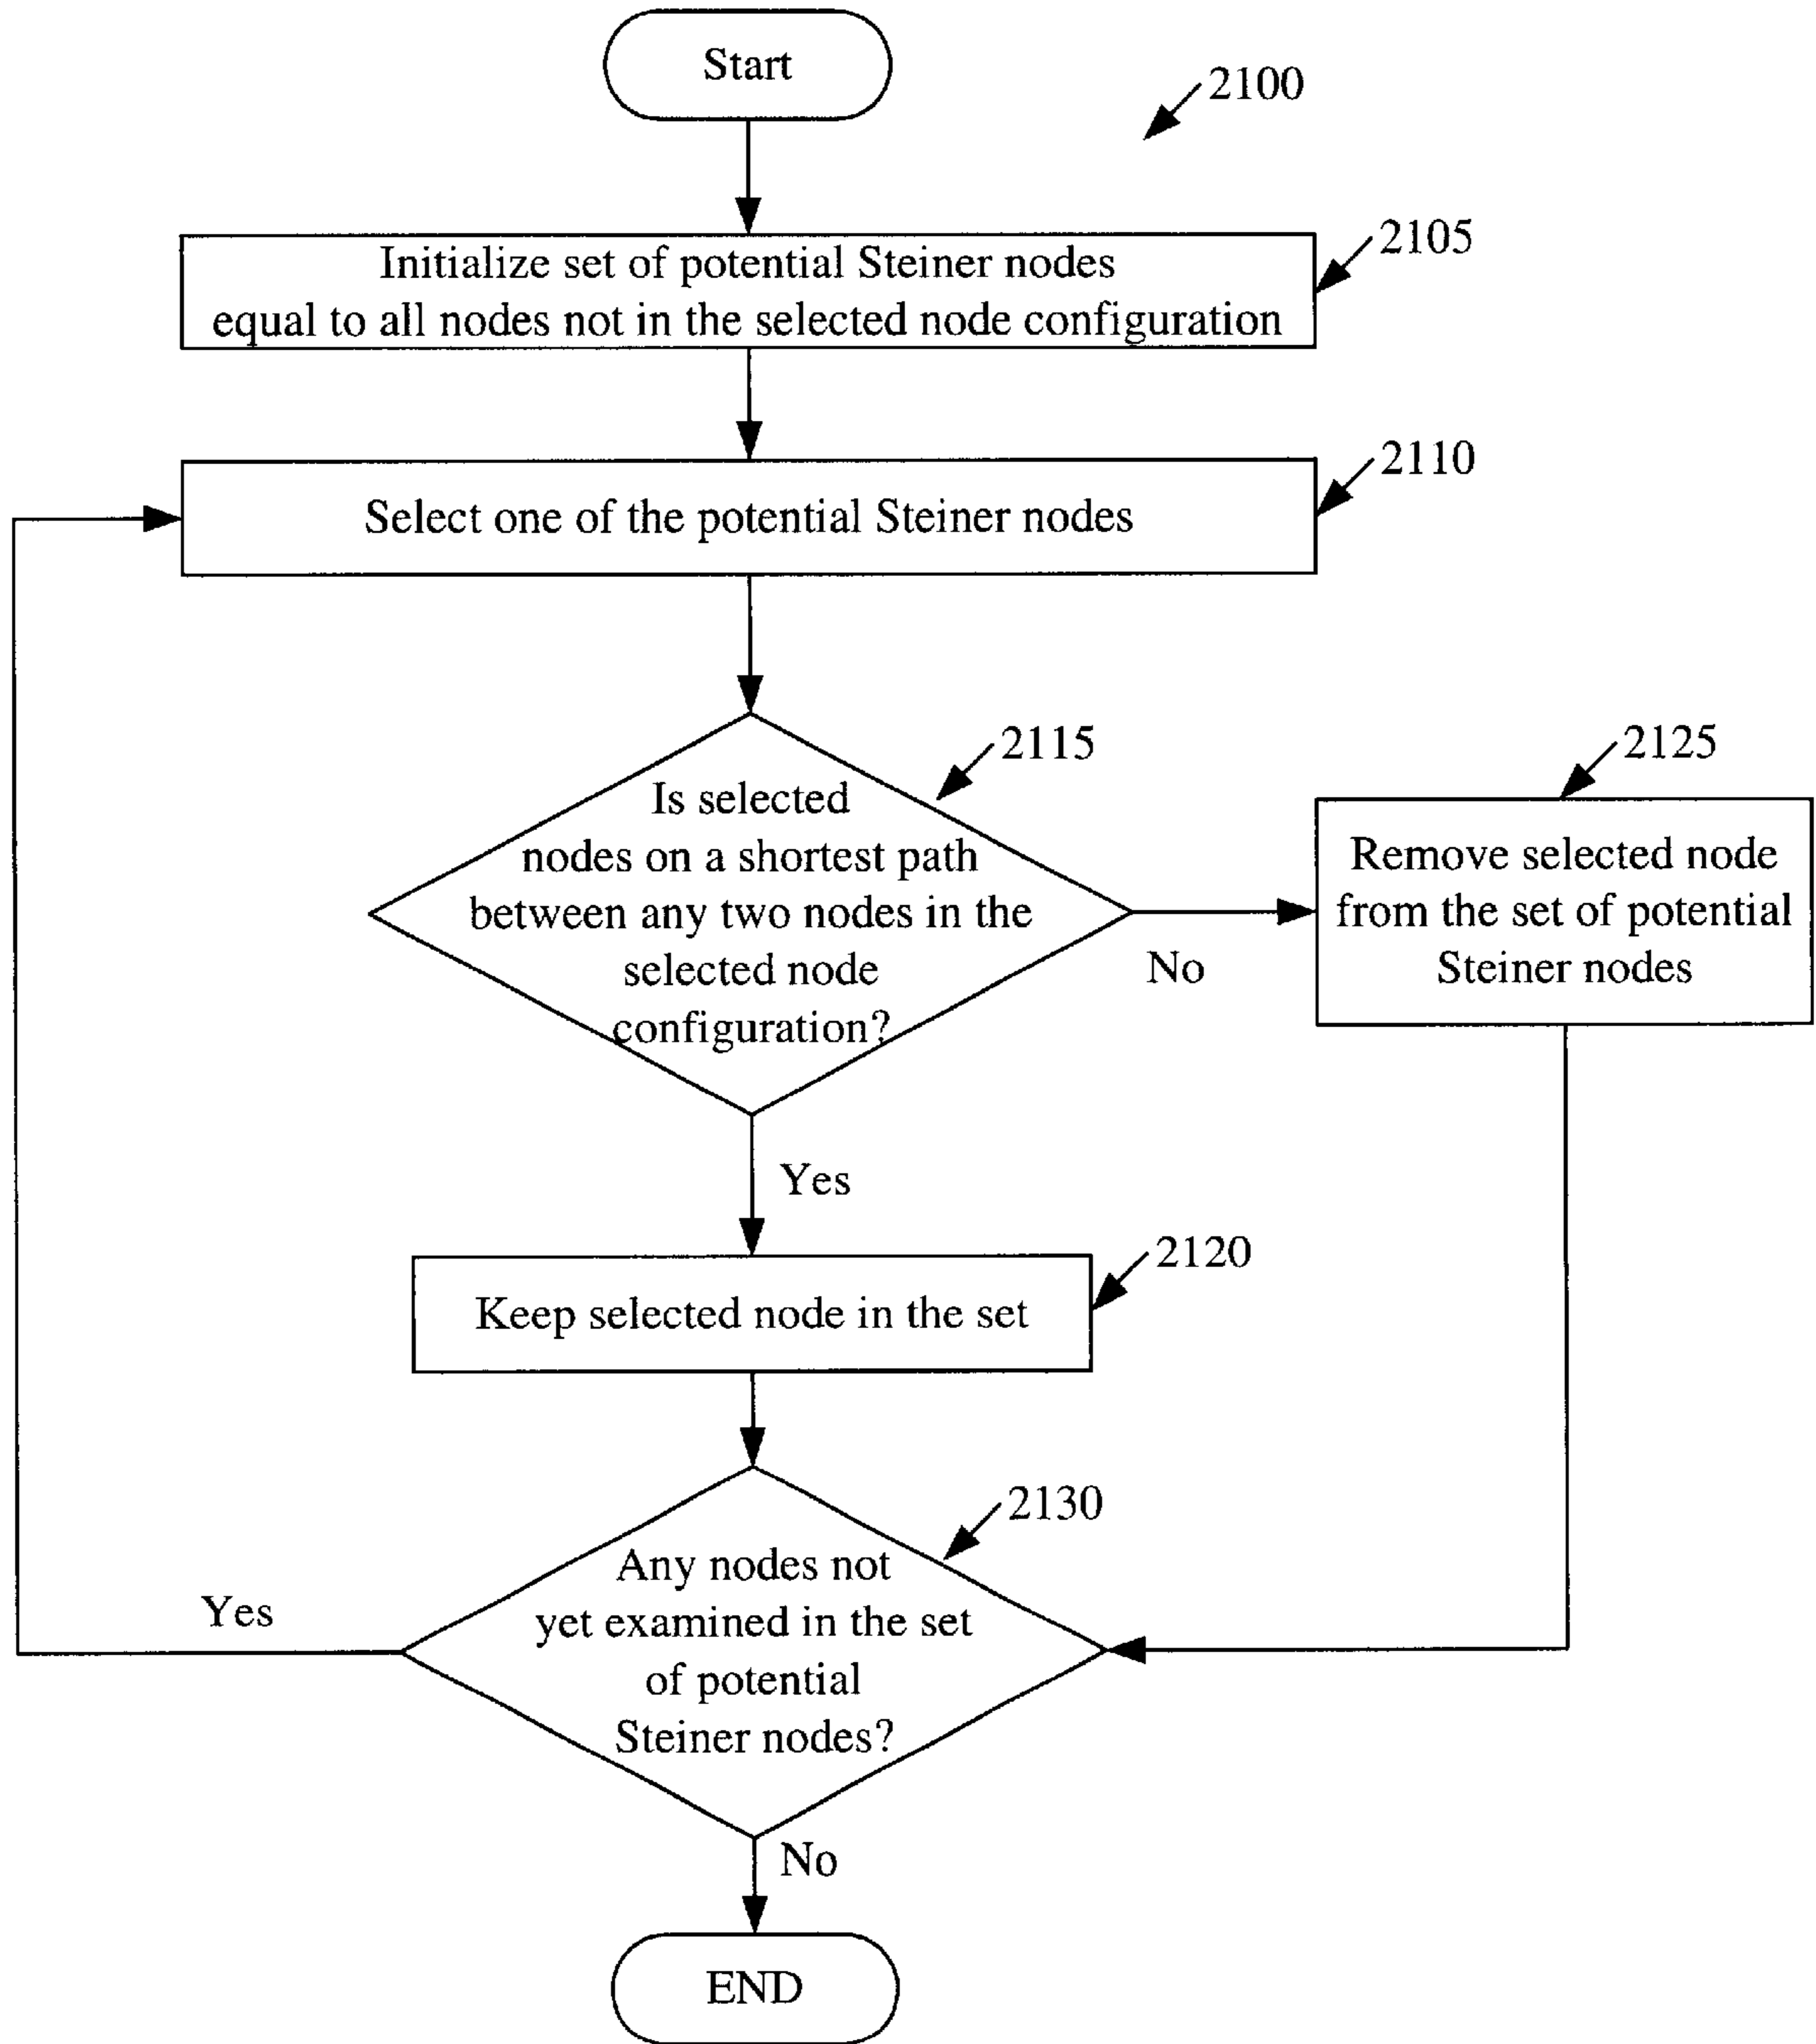 Start
2100
Initialize set of potential Steiner nodes
equal to all nodes not in the selected node configuration
2105
Select one of the potential Steiner nodes
2110
Is selected
nodes on a shortest path
between any two nodes in the
selected node
configuration?
2115
No
Remove selected node
from the set of potential
Steiner nodes
2125
Yes
Keep selected node in the set
2120
Any nodes not
yet examined in the set
of potential
Steiner nodes?
2130
Yes
No
END